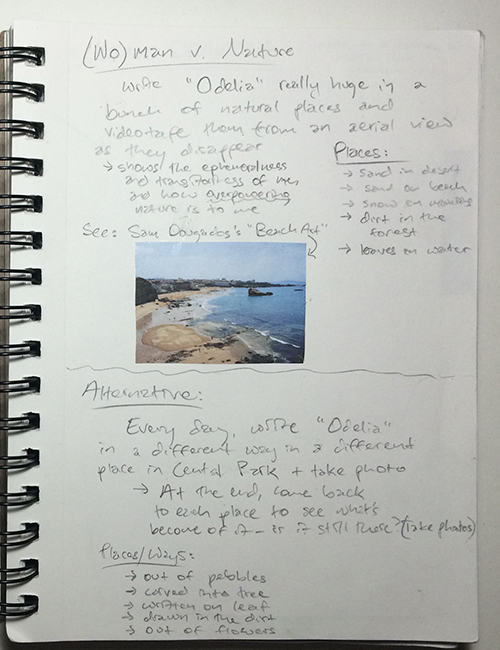 (Wo)man v. Nature
Write "Odelia" really huge in a
bunch of natural places and
videotape them from an aerial view
as they disappear
→ shows the ephemeralness
and transitoriness of me,
and how overpowering
nature is to me
Places:
→ sand in desert
→ sand on beach
→ snow on mountains
→ dirt in the
forest
→ leaves on water
See: Sam Dougados's "Beach Art"
Alternative:
Every day, write "Odelia"
in a different way in a different
place in Central Park + take photo
→ At the end, come back
to each place to see what's
become of it – is it still there? (take photos)
Places/Ways:
→ out of pebbles
→ carved into tree
→ written on leaf
→ drawn in the dirt
→ out of flowers